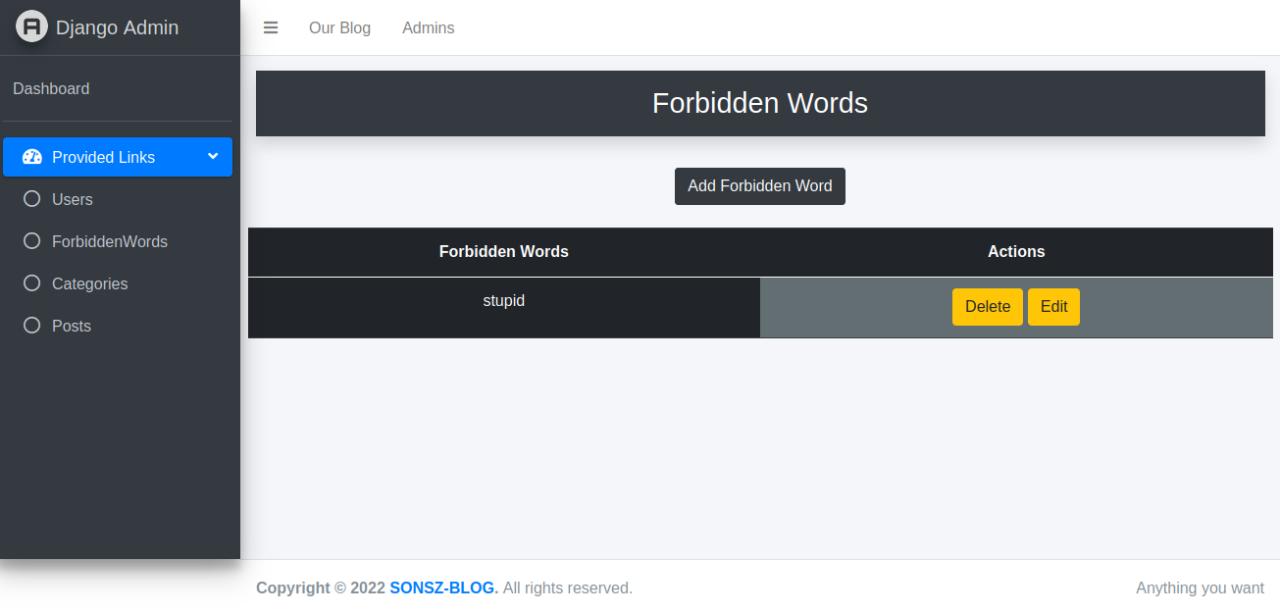 Django Admin
Our Blog Admins
Dashboard
Provided Links
Users
ForbiddenWords
Categories
Posts
Forbidden Words
Add Forbidden Word
Forbidden Words Actions
stupid Delete Edit
Copyright © 2022 SONSZ-BLOG. All rights reserved. Anything you want